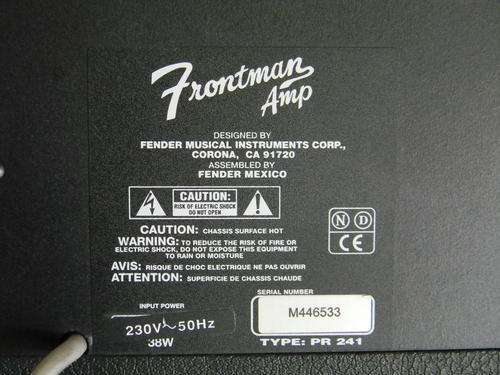 Frontman
Amp
DESIGNED BY
FENDER MUSICAL INSTRUMENTS CORP.,
CORONA, CA 91720
ASSEMBLED BY
FENDER MEXICO
CAUTION:
RISK OF ELECTRIC SHOCK
DO NOT OPEN
N D
CE
CAUTION: CHASSIS SURFACE HOT
WARNING: TO REDUCE THE RISK OF FIRE OR
ELECTRIC SHOCK, DO NOT EXPOSE THIS EQUIPMENT
TO RAIN OR MOISTURE
AVIS: RISQUE DE CHOC ELECTRIQUE NE PAS OUVRIR
ATTENTION: SUPERFICIE DE CHASSIS CHAUDE
INPUT POWER
230V~50Hz
38W
SERIAL NUMBER
M446533
TYPE: PR 241